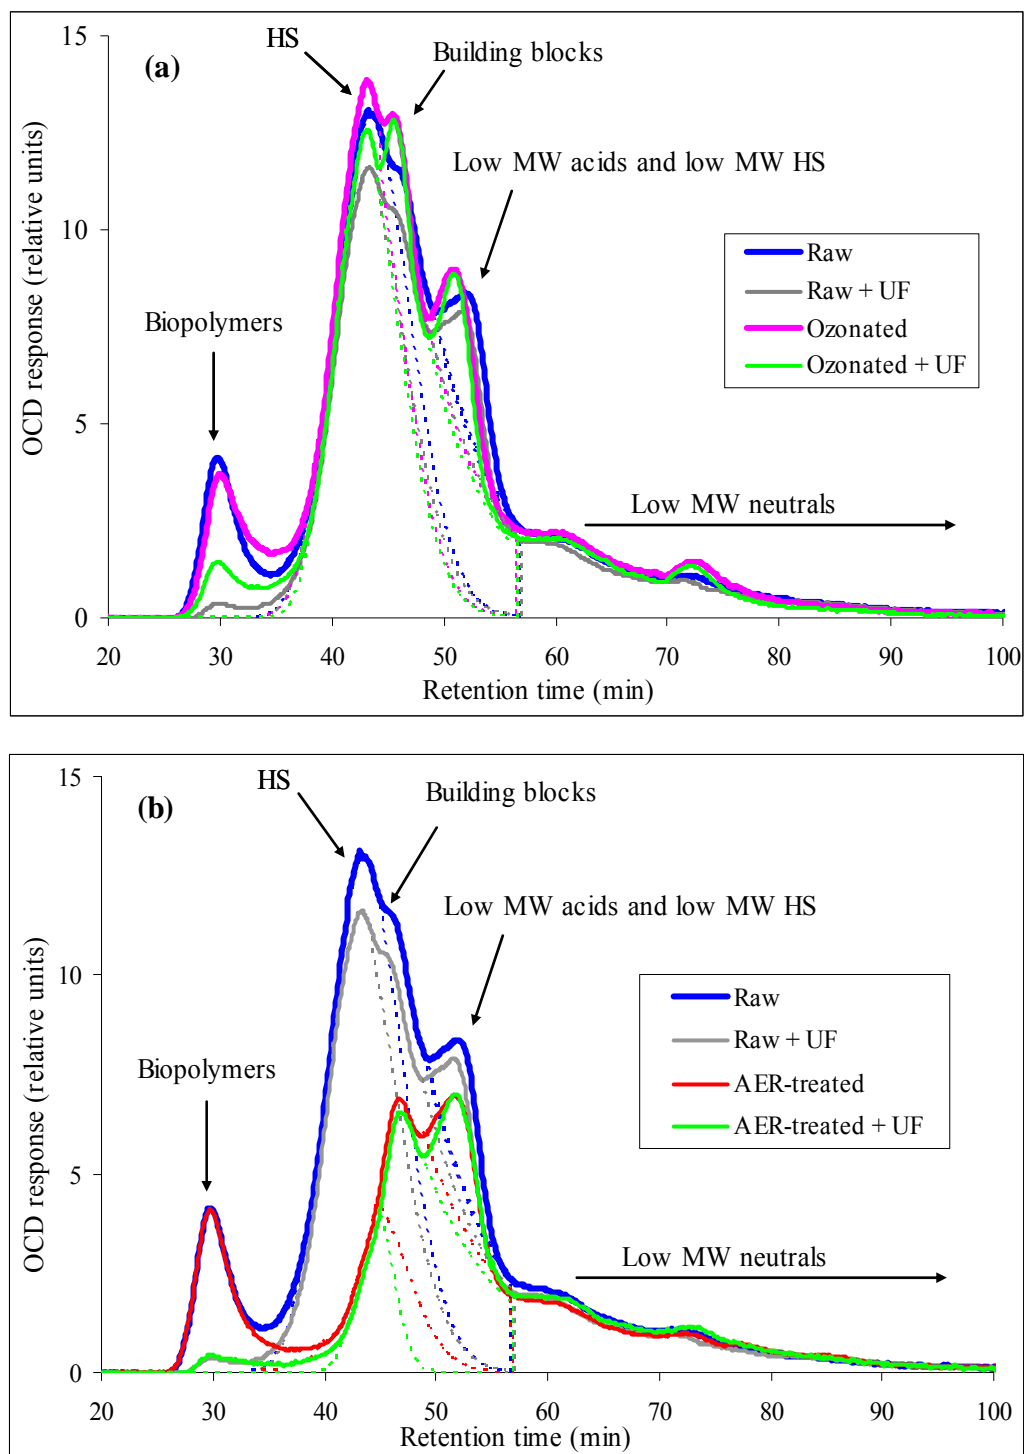 (a)
HS
Building blocks
Low MW acids and low MW HS
Biopolymers
Low MW neutrals
Raw
Raw + UF
Ozonated
Ozonated + UF
OCD response (relative units)
15
10
5
0
20 30 40 50 60 70 80 90 100
Retention time (min)
(b)
HS
Building blocks
Low MW acids and low MW HS
Biopolymers
Low MW neutrals
Raw
Raw + UF
AER-treated
AER-treated + UF
OCD response (relative units)
15
10
5
0
20 30 40 50 60 70 80 90 100
Retention time (min)